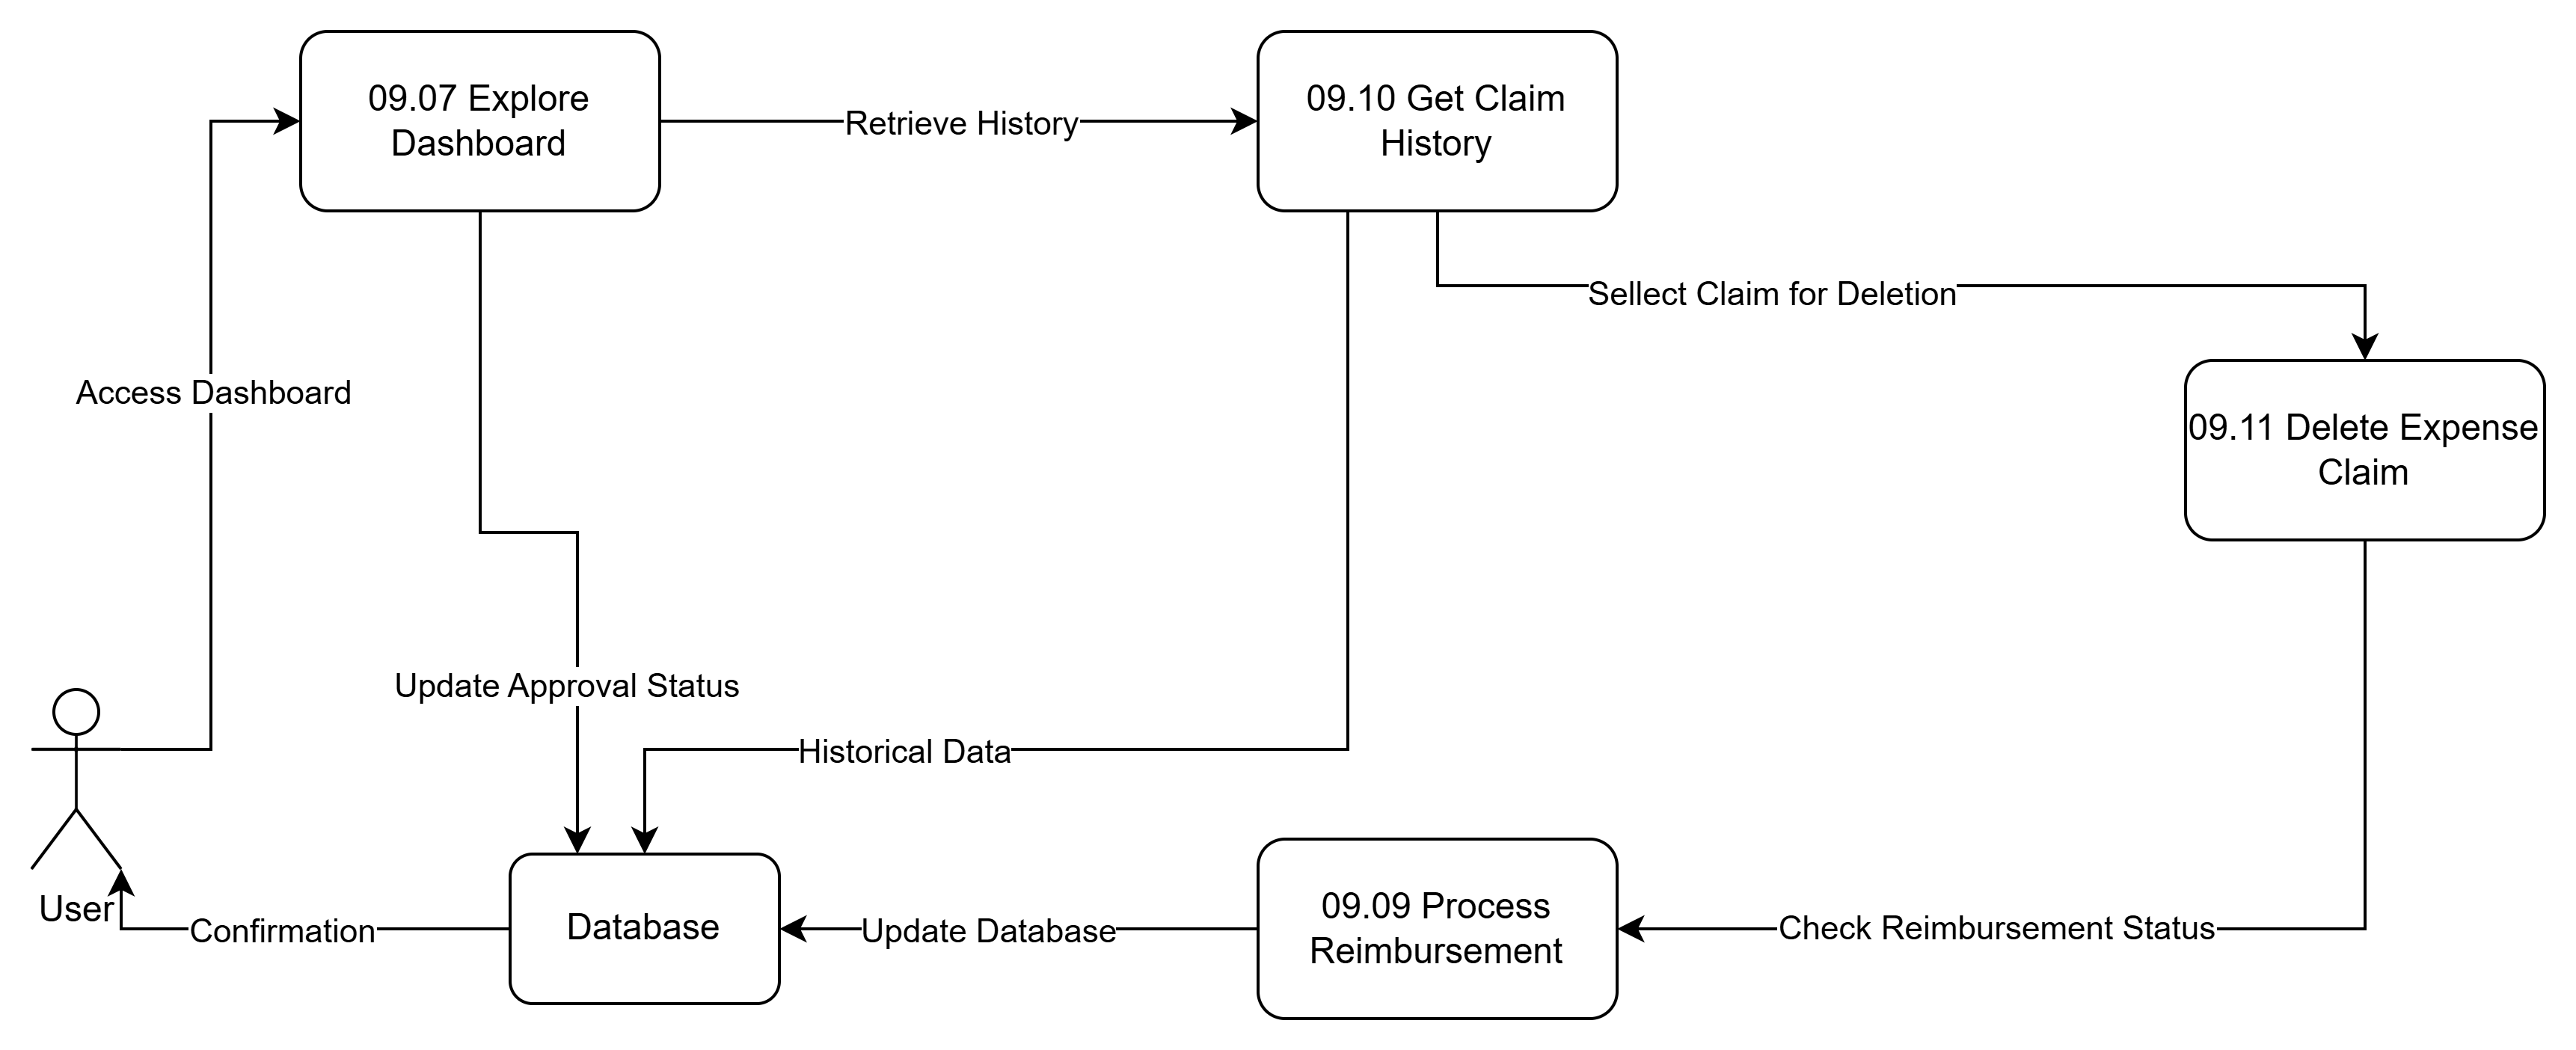 09.07 Explore
Dashboard
Retrieve History
09.10 Get Claim
History
Sellect Claim for Deletion
Access Dashboard
09.11 Delete Expense
Claim
Update Approval Status
Historical Data
User
Confirmation
Database
Update Database
09.09 Process
Reimbursement
Check Reimbursement Status